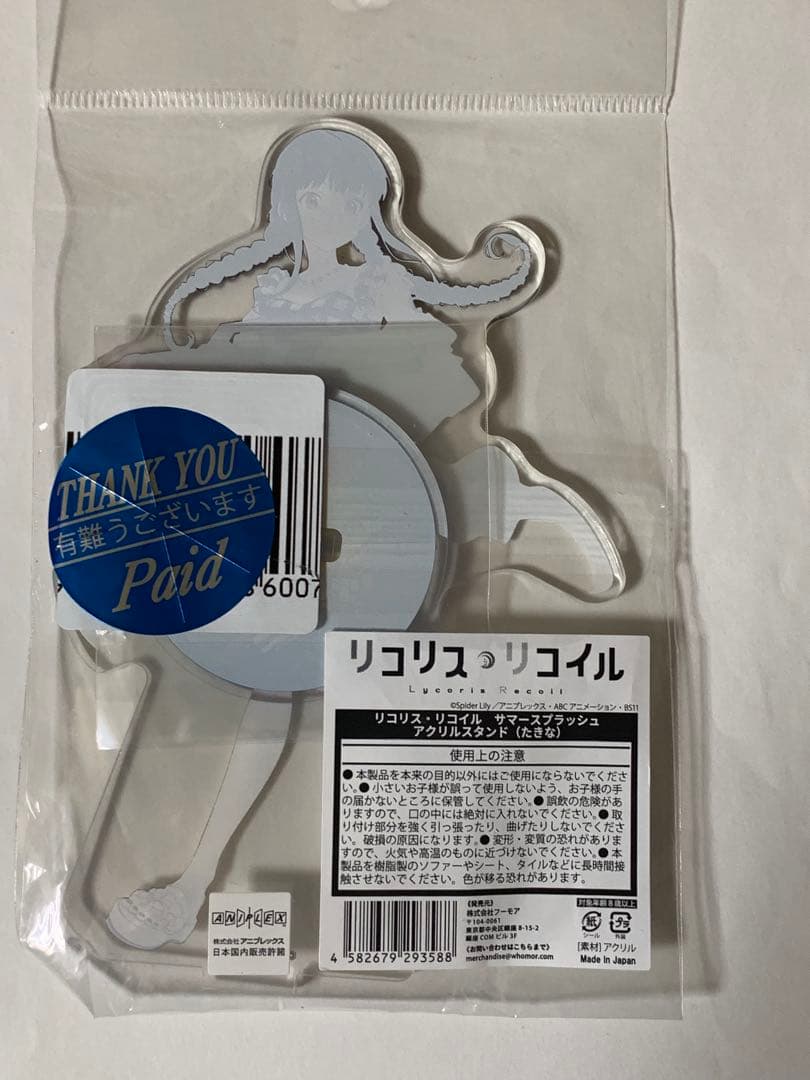 THANK YOU
有難うございます
Paid
6007
リコリス・リコイル
Lycoris Recoil
©Spider Lily／アニプレックス・ABC アニメーション・BS11
リコリス・リコイル サマースプラッシュ
アクリルスタンド（たきな）
使用上の注意
●本製品を本来の目的以外にはご使用にならないでくださ
い。●小さいお子様が誤って使用しないよう、お子様の手
の届かないところに保管してください。●誤飲の危険があ
りますので、口の中には絶対に入れないでください。●取
り付け部分を強く引っ張ったり、曲げたりしないでくださ
い。破損の原因になります。●変形・変質の恐れがありま
すので、火気や高温のものに近づけないでください。●本
製品を樹脂製のソファーやシート、タイルなどに長時間接
触させないでください。色が移る恐れがあります。
4 582679 293588
《発売元》
株式会社フーモア
〒104-0061
東京都中央区銀座 8-15-2
銀座 COM ビル 3F
《お問い合わせはこちらまで》
merchandise@whomor.com
対象年齢8歳以上
紙
シール
プラ
外装
[素材] アクリル
Made In Japan
ANIPLEX
株式会社アニプレックス
日本国内販売許諾